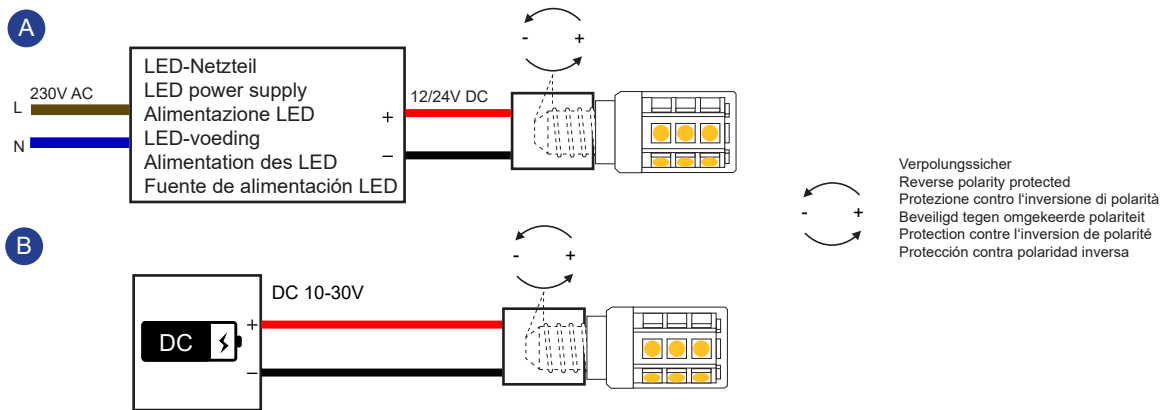 A
230V AC
L
N
LED-Netzteil
LED power supply
Alimentazione LED
LED-voeding
Alimentation des LED
Fuente de alimentación LED
+
–
12/24V DC
- +
Verpolungssicher
Reverse polarity protected
Protezione contro l‘inversione di polarità
Beveiligd tegen omgekeerde polariteit
Protection contre l‘inversion de polarité
Protección contra polaridad inversa
- +
B
DC 10-30V
DC
+
–
- +